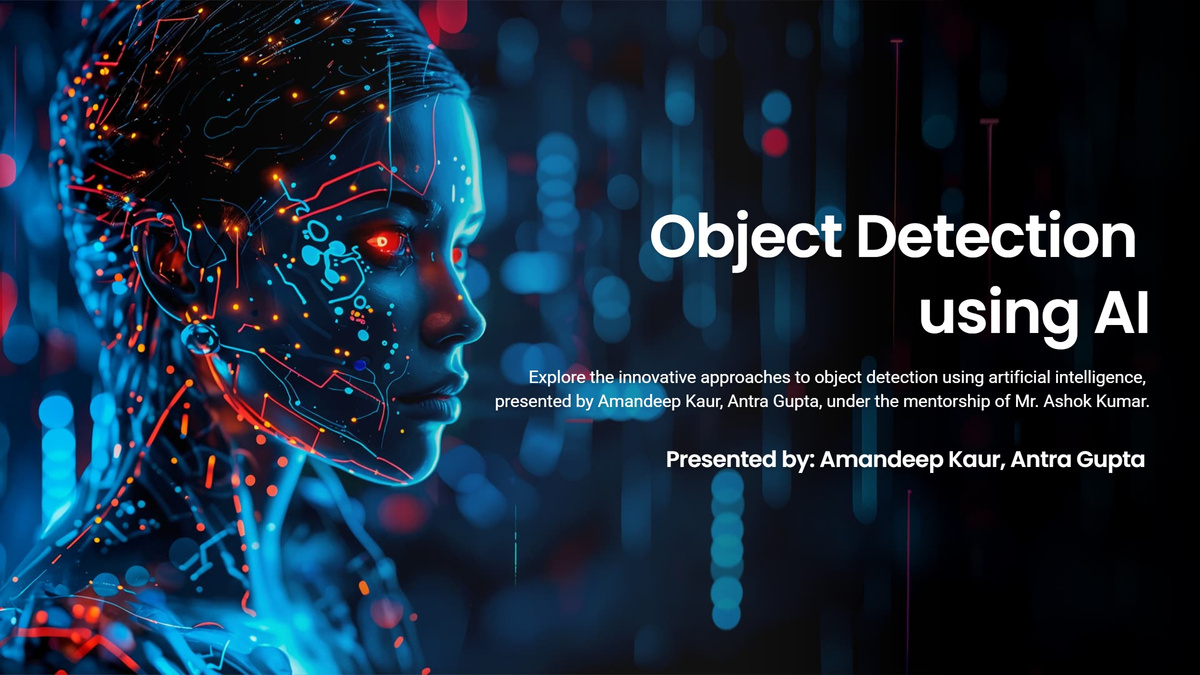 Object Detection
using AI
Explore the innovative approaches to object detection using artificial intelligence,
presented by Amandeep Kaur, Antra Gupta, under the mentorship of Mr. Ashok Kumar.
Presented by: Amandeep Kaur, Antra Gupta